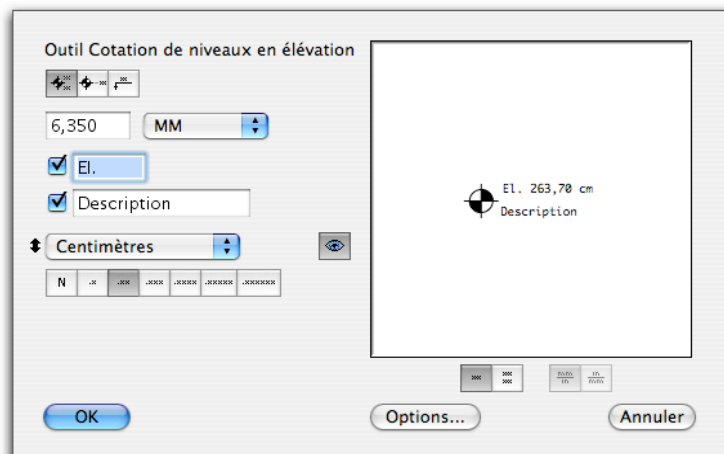 Outil Cotation de niveaux en élévation
6,350 MM
El.
Description
Centimètres
N .x .xx .xxx .xxxx .xxxxx .xxxxxx
El. 263,70 cm
Description
OK Options... Annuler